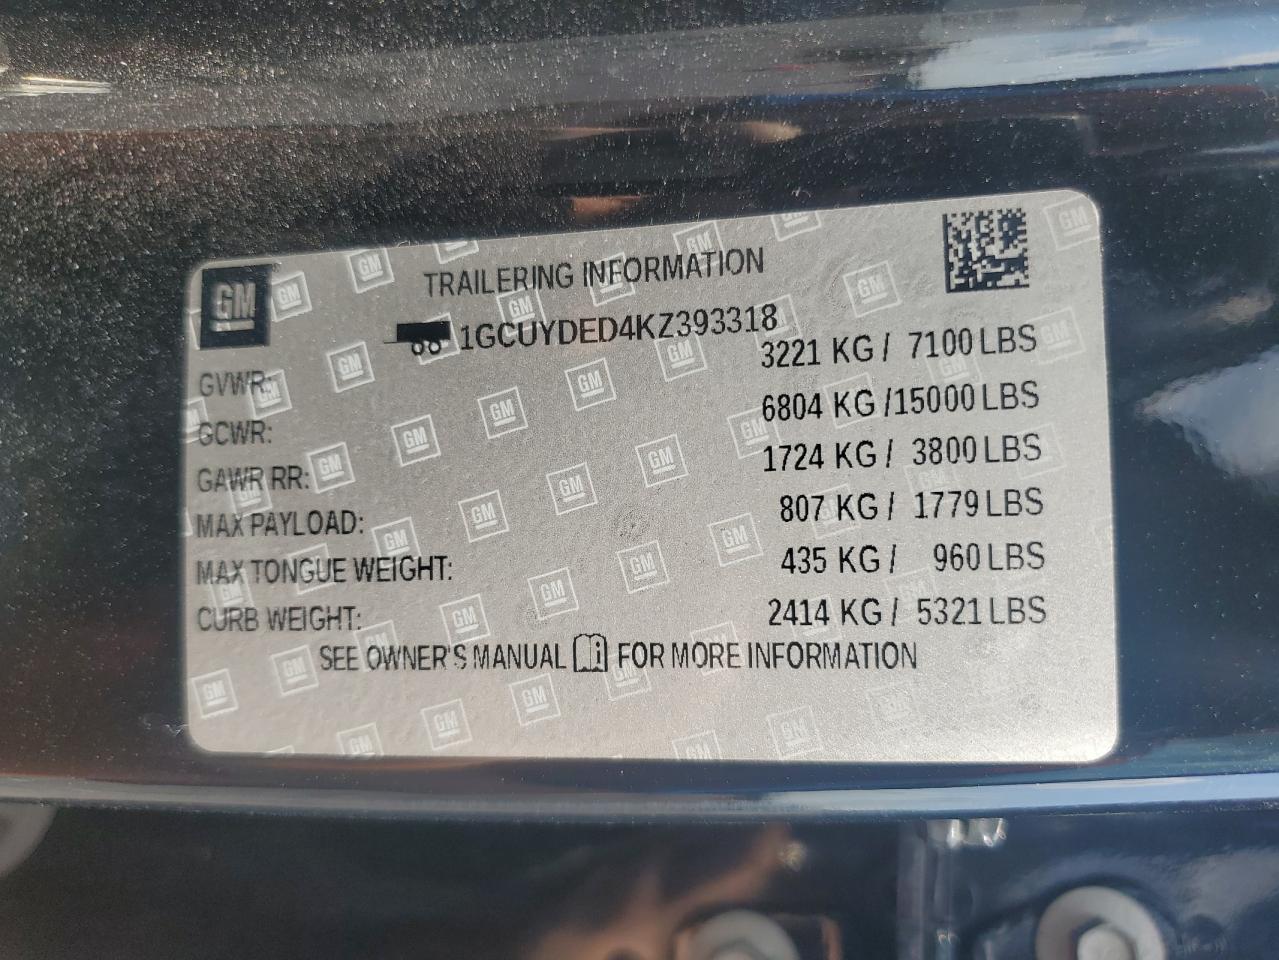 GM
TRAILERING INFORMATION
1GCUYDED4KZ393318
GVWR: 3221 KG / 7100 LBS
GCWR: 6804 KG /15000 LBS
GAWR RR: 1724 KG / 3800 LBS
MAX PAYLOAD: 807 KG / 1779 LBS
MAX TONGUE WEIGHT: 435 KG / 960 LBS
CURB WEIGHT: 2414 KG / 5321 LBS
SEE OWNER'S MANUAL FOR MORE INFORMATION